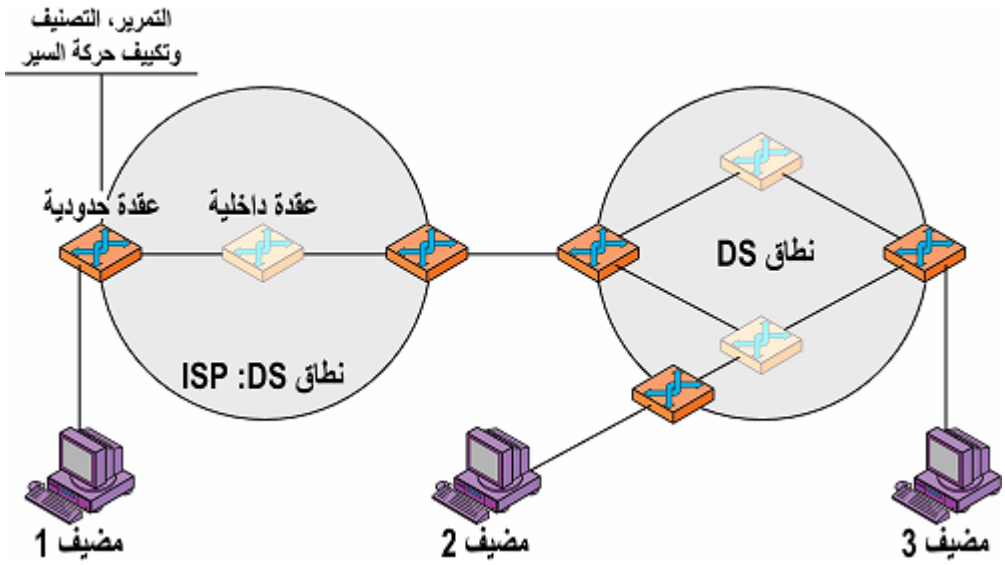 التمرير، التصنيف
وتكييف حركة السير
عقدة حدودية
عقدة داخلية
نطاق DS
نطاق DS: ISP
مضيف 1
مضيف 2
مضيف 3